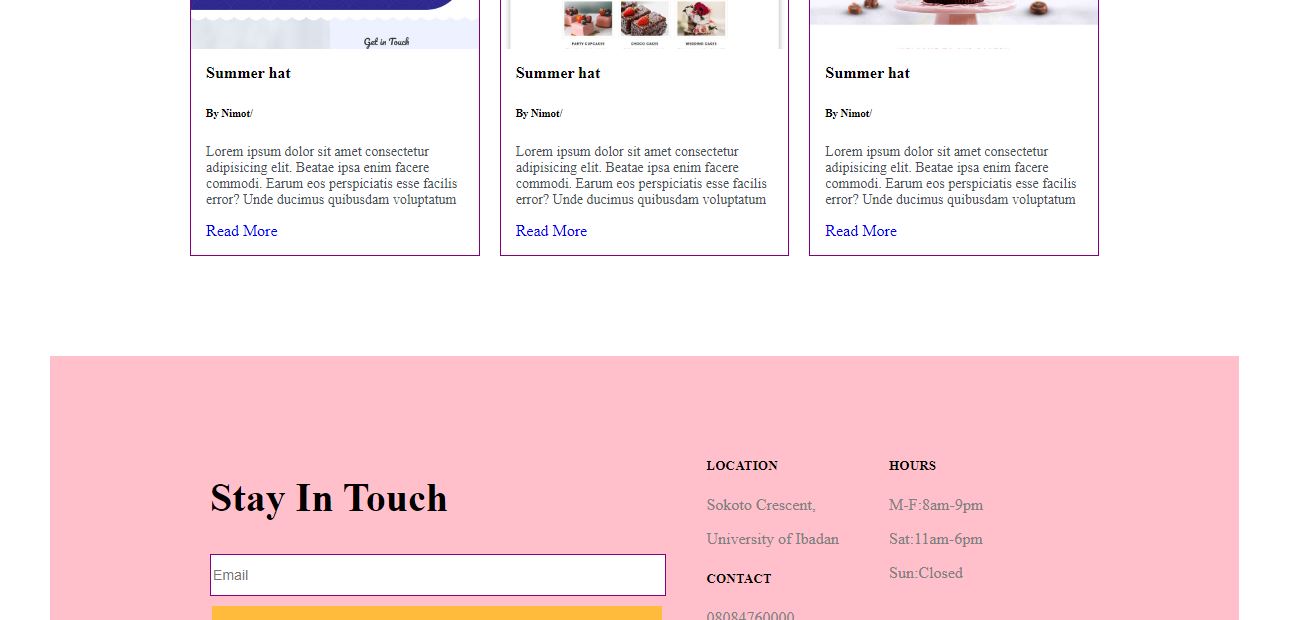 Get in Touch
PARTY CUPCAKES
CHOCO CAKES
WEDDING CAKES
Summer hat
By Nimot/
Lorem ipsum dolor sit amet consectetur
adipisicing elit. Beatae ipsa enim facere
commodi. Earum eos perspiciatis esse facilis
error? Unde ducimus quibusdam voluptatum
Read More
Summer hat
By Nimot/
Lorem ipsum dolor sit amet consectetur
adipisicing elit. Beatae ipsa enim facere
commodi. Earum eos perspiciatis esse facilis
error? Unde ducimus quibusdam voluptatum
Read More
Summer hat
By Nimot/
Lorem ipsum dolor sit amet consectetur
adipisicing elit. Beatae ipsa enim facere
commodi. Earum eos perspiciatis esse facilis
error? Unde ducimus quibusdam voluptatum
Read More
Stay In Touch
Email
LOCATION
Sokoto Crescent,
University of Ibadan
CONTACT
08084760000
HOURS
M-F:8am-9pm
Sat:11am-6pm
Sun:Closed